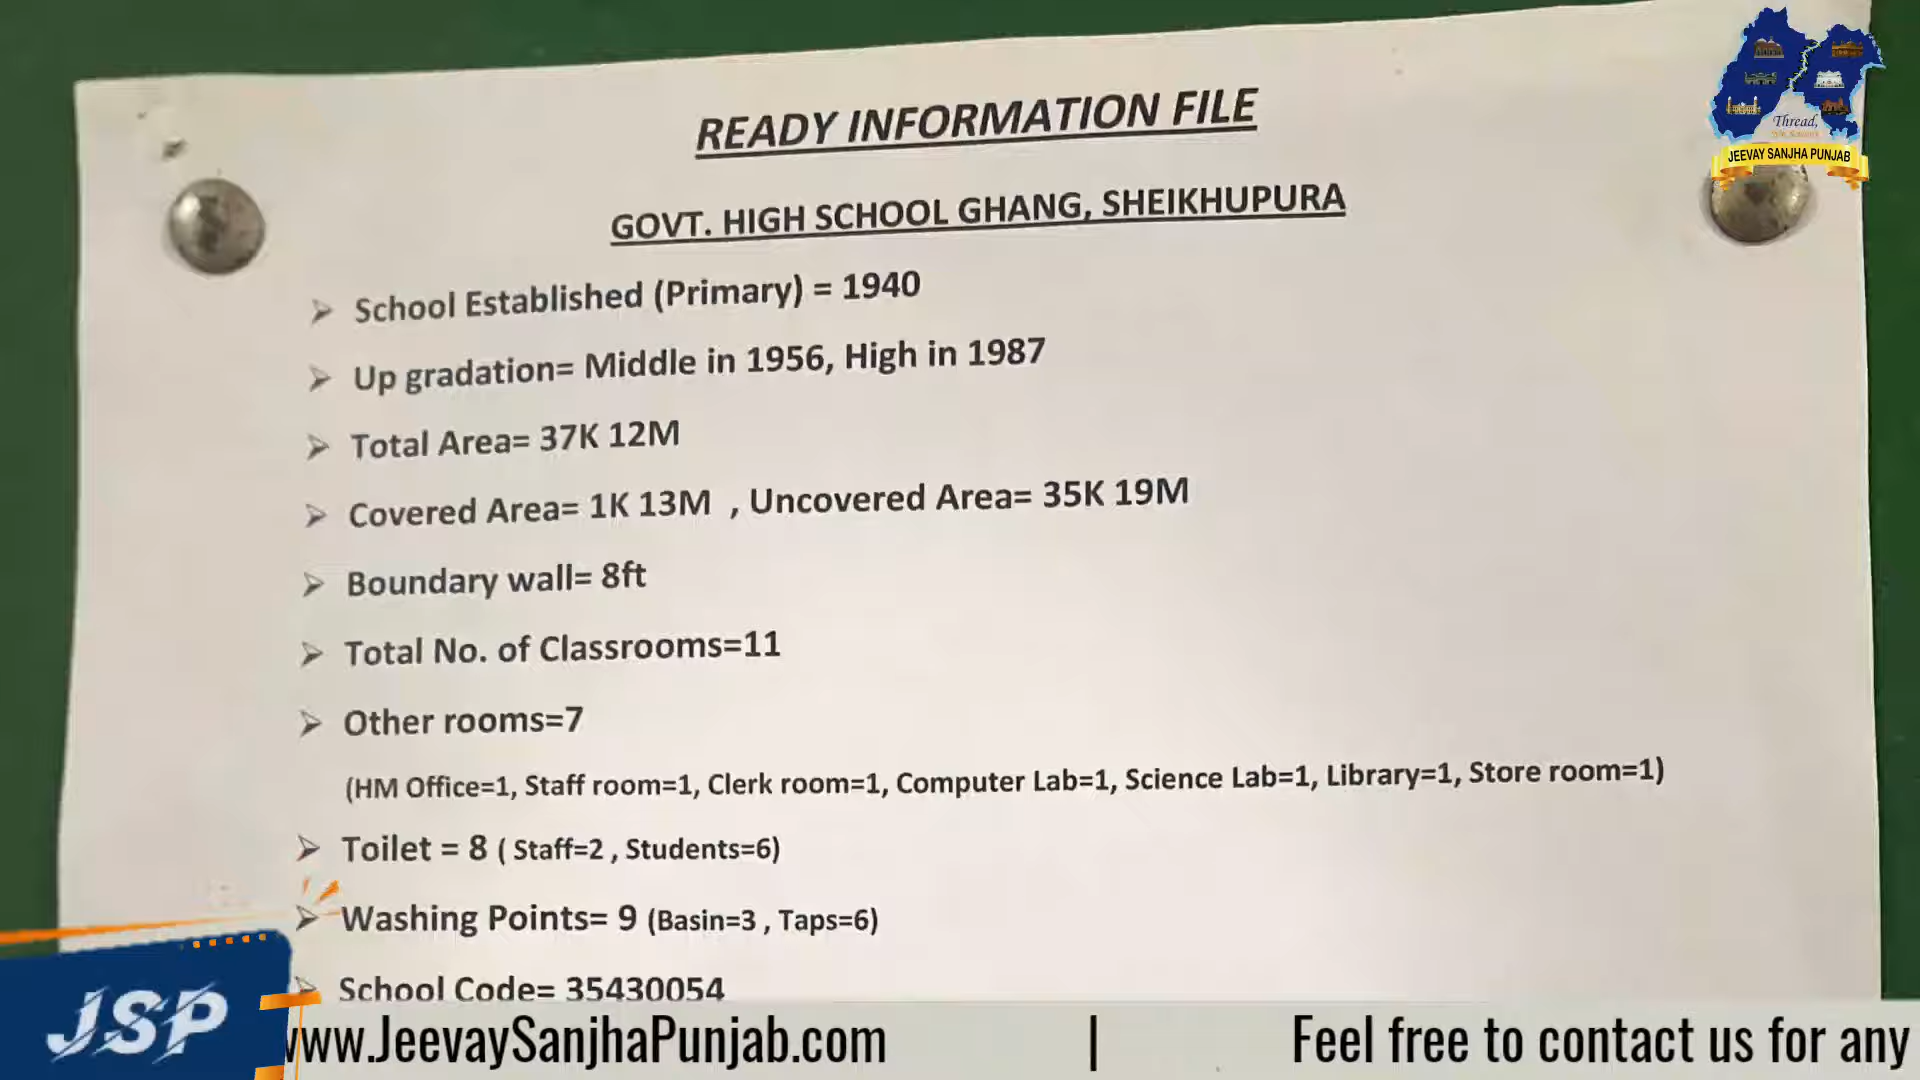 READY INFORMATION FILE
GOVT. HIGH SCHOOL GHANG, SHEIKHUPURA
➢ School Established (Primary) = 1940
➢ Up gradation= Middle in 1956, High in 1987
➢ Total Area= 37K 12M
➢ Covered Area= 1K 13M , Uncovered Area= 35K 19M
➢ Boundary wall= 8ft
➢ Total No. of Classrooms=11
➢ Other rooms=7
(HM Office=1, Staff room=1, Clerk room=1, Computer Lab=1, Science Lab=1, Library=1, Store room=1)
➢ Toilet = 8 ( Staff=2 , Students=6)
➢ Washing Points= 9 (Basin=3 , Taps=6)
➢ School Code= 35430054
Thread,
JEEVAY SANJHA PUNJAB
JSP
www.JeevaySanjhaPunjab.com | Feel free to contact us for any